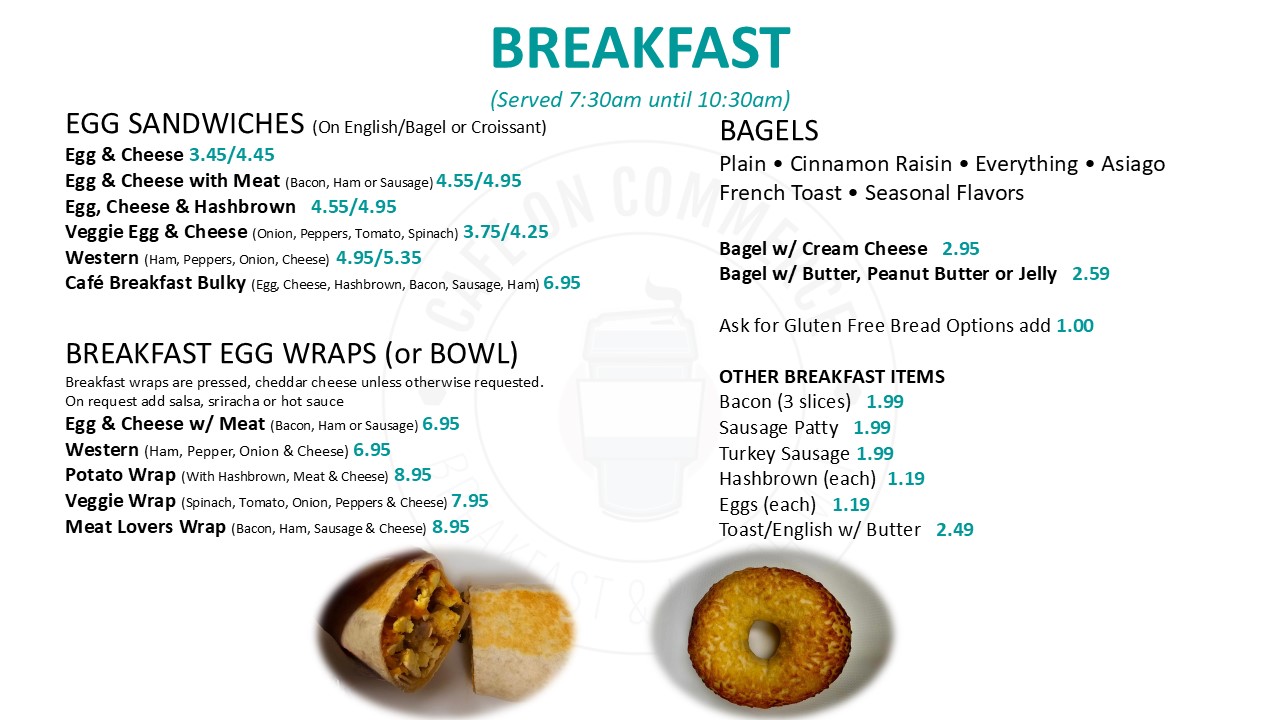 BREAKFAST
(Served 7:30am until 10:30am)
EGG SANDWICHES (On English/Bagel or Croissant)
Egg & Cheese 3.45/4.45
Egg & Cheese with Meat (Bacon, Ham or Sausage) 4.55/4.95
Egg, Cheese & Hashbrown 4.55/4.95
Veggie Egg & Cheese (Onion, Peppers, Tomato, Spinach) 3.75/4.25
Western (Ham, Peppers, Onion, Cheese) 4.95/5.35
Café Breakfast Bulky (Egg, Cheese, Hashbrown, Bacon, Sausage, Ham) 6.95
BREAKFAST EGG WRAPS (or BOWL)
Breakfast wraps are pressed, cheddar cheese unless otherwise requested.
On request add salsa, sriracha or hot sauce
Egg & Cheese w/ Meat (Bacon, Ham or Sausage) 6.95
Western (Ham, Pepper, Onion & Cheese) 6.95
Potato Wrap (With Hashbrown, Meat & Cheese) 8.95
Veggie Wrap (Spinach, Tomato, Onion, Peppers & Cheese) 7.95
Meat Lovers Wrap (Bacon, Ham, Sausage & Cheese) 8.95
BAGELS
Plain • Cinnamon Raisin • Everything • Asiago
French Toast • Seasonal Flavors
Bagel w/ Cream Cheese 2.95
Bagel w/ Butter, Peanut Butter or Jelly 2.59
Ask for Gluten Free Bread Options add 1.00
OTHER BREAKFAST ITEMS
Bacon (3 slices) 1.99
Sausage Patty 1.99
Turkey Sausage 1.99
Hashbrown (each) 1.19
Eggs (each) 1.19
Toast/English w/ Butter 2.49
CAFE ON COMMERCE
BREAKFAST &